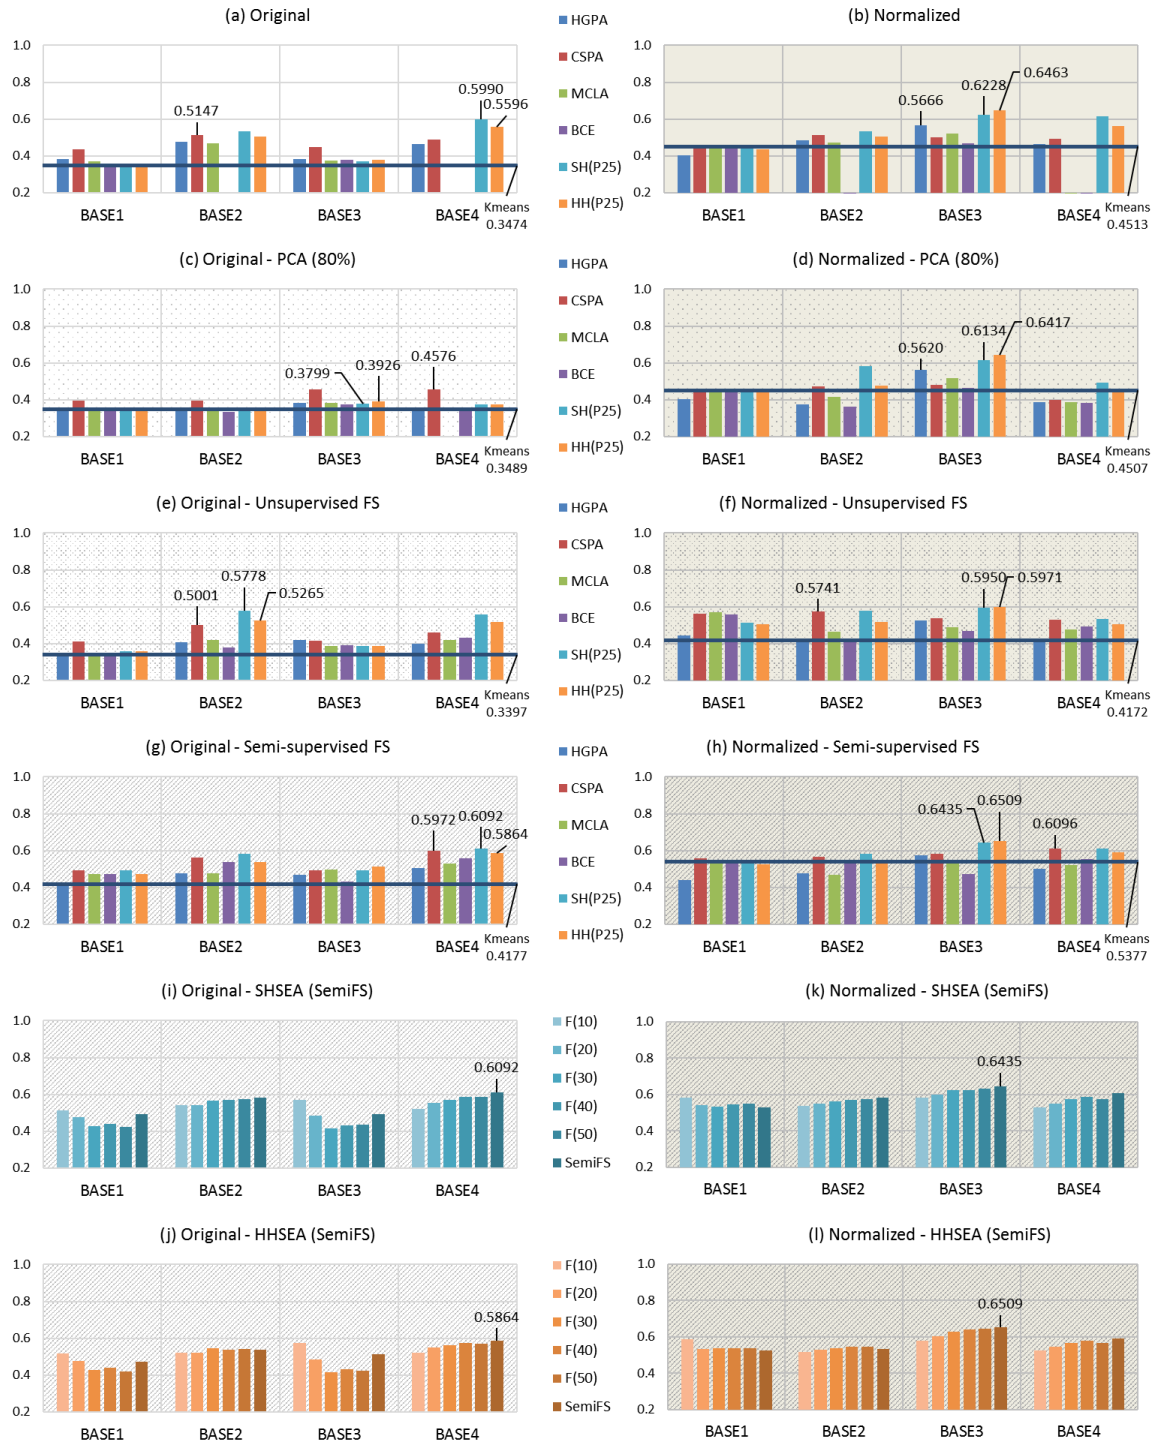 (a) Original
1.0
0.8
0.6
0.4
0.2
0.5147
0.5990
0.5596
BASE1
BASE2
BASE3
BASE4
Kmeans
0.3474
HGPA
CSPA
MCLA
BCE
SH(P25)
HH(P25)
(b) Normalized
1.0
0.8
0.6
0.4
0.2
0.5666
0.6228
0.6463
BASE1
BASE2
BASE3
BASE4
Kmeans
0.4513
(c) Original - PCA (80%)
1.0
0.8
0.6
0.4
0.2
0.3799
0.3926
0.4576
BASE1
BASE2
BASE3
BASE4
Kmeans
0.3489
HGPA
CSPA
MCLA
BCE
SH(P25)
HH(P25)
(d) Normalized - PCA (80%)
1.0
0.8
0.6
0.4
0.2
0.5620
0.6134
0.6417
BASE1
BASE2
BASE3
BASE4
Kmeans
0.4507
(e) Original - Unsupervised FS
1.0
0.8
0.6
0.4
0.2
0.5001
0.5778
0.5265
BASE1
BASE2
BASE3
BASE4
Kmeans
0.3397
HGPA
CSPA
MCLA
BCE
SH(P25)
HH(P25)
(f) Normalized - Unsupervised FS
1.0
0.8
0.6
0.4
0.2
0.5741
0.5950
0.5971
BASE1
BASE2
BASE3
BASE4
Kmeans
0.4172
(g) Original - Semi-supervised FS
1.0
0.8
0.6
0.4
0.2
0.5972
0.6092
0.5864
BASE1
BASE2
BASE3
BASE4
Kmeans
0.4177
HGPA
CSPA
MCLA
BCE
SH(P25)
HH(P25)
(h) Normalized - Semi-supervised FS
1.0
0.8
0.6
0.4
0.2
0.6435
0.6509
0.6096
BASE1
BASE2
BASE3
BASE4
Kmeans
0.5377
(i) Original - SHSEA (SemiFS)
1.0
0.8
0.6
0.4
0.2
0.6092
BASE1
BASE2
BASE3
BASE4
F(10)
F(20)
F(30)
F(40)
F(50)
SemiFS
(k) Normalized - SHSEA (SemiFS)
1.0
0.8
0.6
0.4
0.2
0.6435
BASE1
BASE2
BASE3
BASE4
(j) Original - HHSEA (SemiFS)
1.0
0.8
0.6
0.4
0.2
0.5864
BASE1
BASE2
BASE3
BASE4
F(10)
F(20)
F(30)
F(40)
F(50)
SemiFS
(l) Normalized - HHSEA (SemiFS)
1.0
0.8
0.6
0.4
0.2
0.6509
BASE1
BASE2
BASE3
BASE4